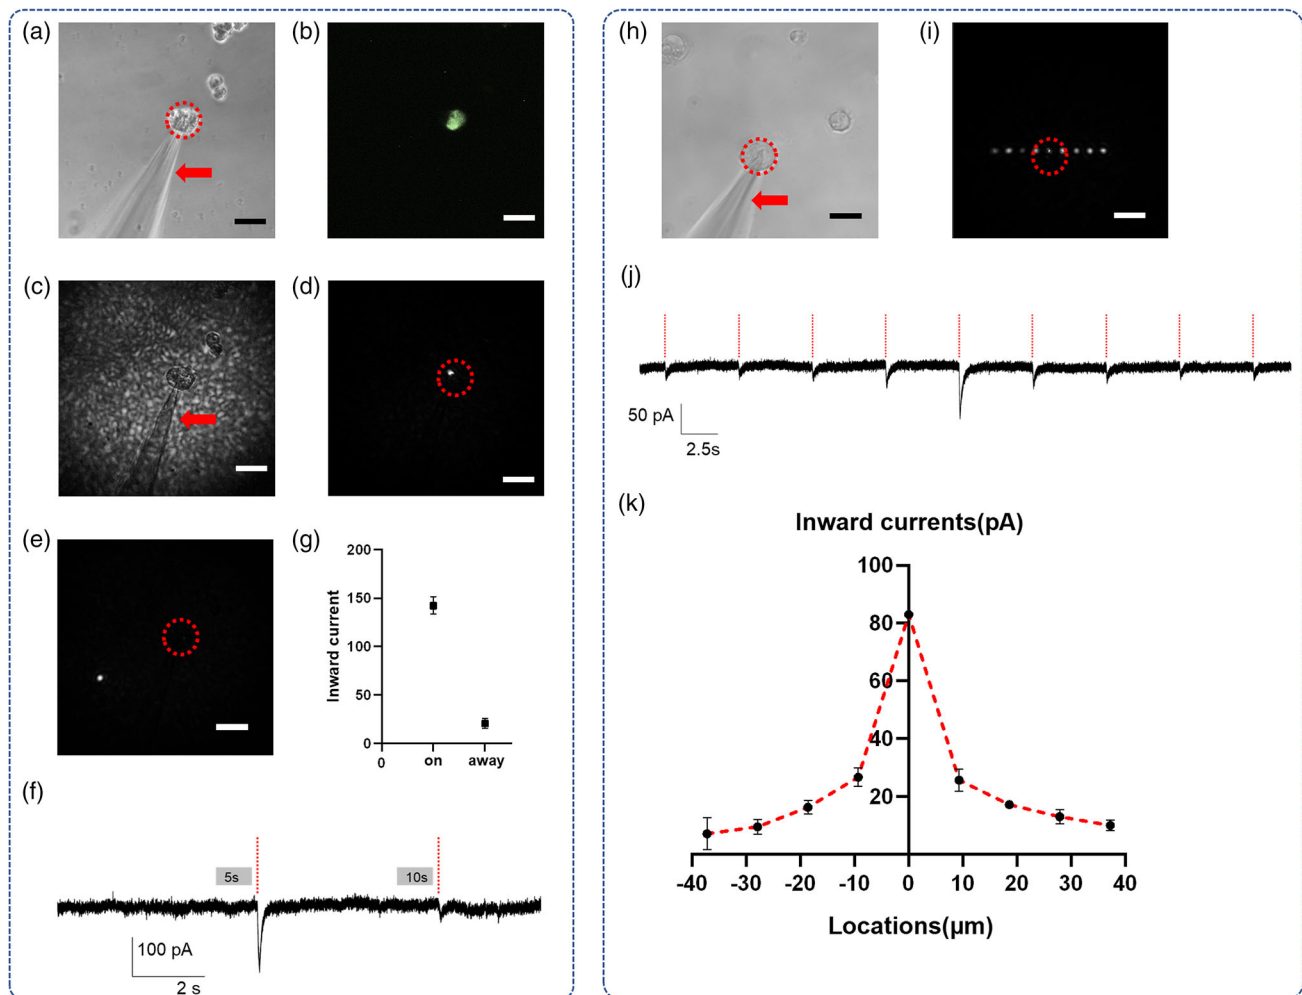 (a)
(b)
(c)
(d)
(e)
(g)
200
150
100
50
0
Inward current
0
on
away
(f)
5s
10s
100 pA
2 s
(h)
(i)
(j)
50 pA
2.5s
(k)
Inward currents(pA)
100
80
60
40
20
-40 -30 -20 -10 0 10 20 30 40
Locations(µm)